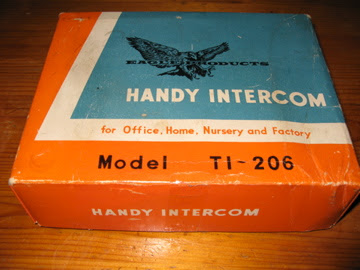 EAGLE PRODUCTS
HANDY INTERCOM
for Office, Home, Nursery and Factory
Model TI-206
HANDY INTERCOM